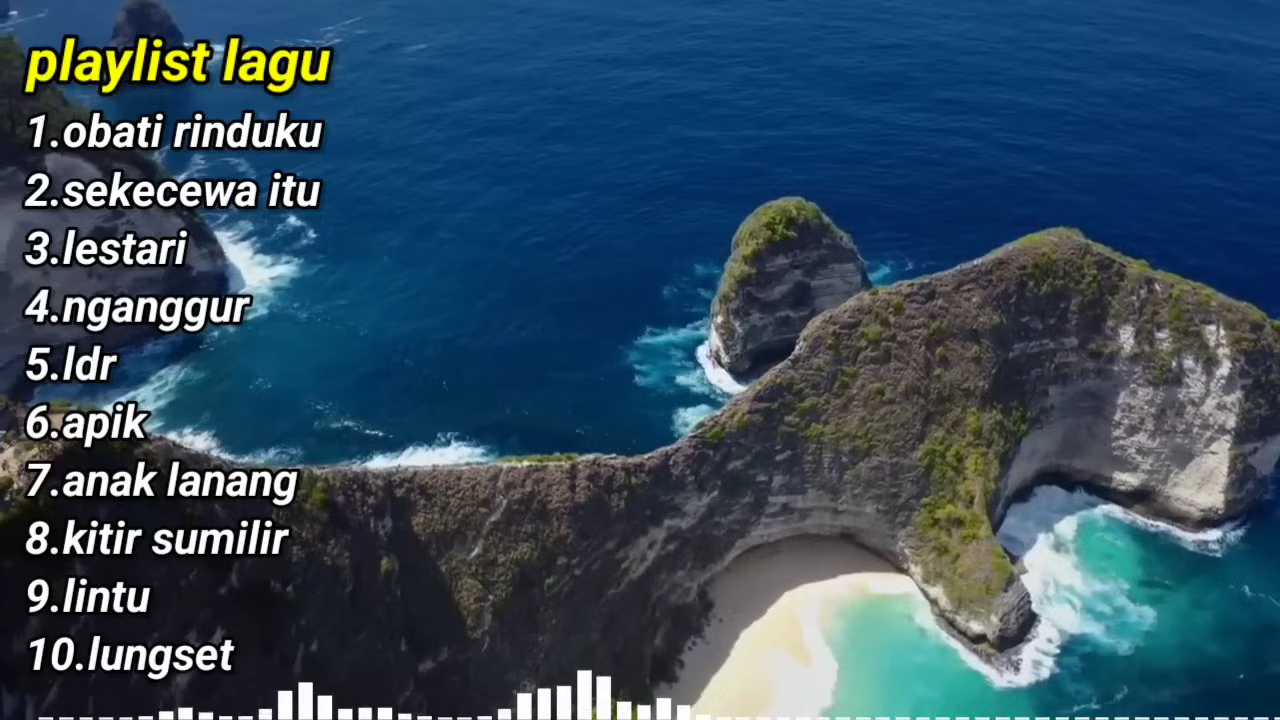 playlist lagu
1.obati rinduku
2.sekecewa itu
3.lestari
4.nganggur
5.ldr
6.apik
7.anak lanang
8.kitir sumilir
9.lintu
10.lungset